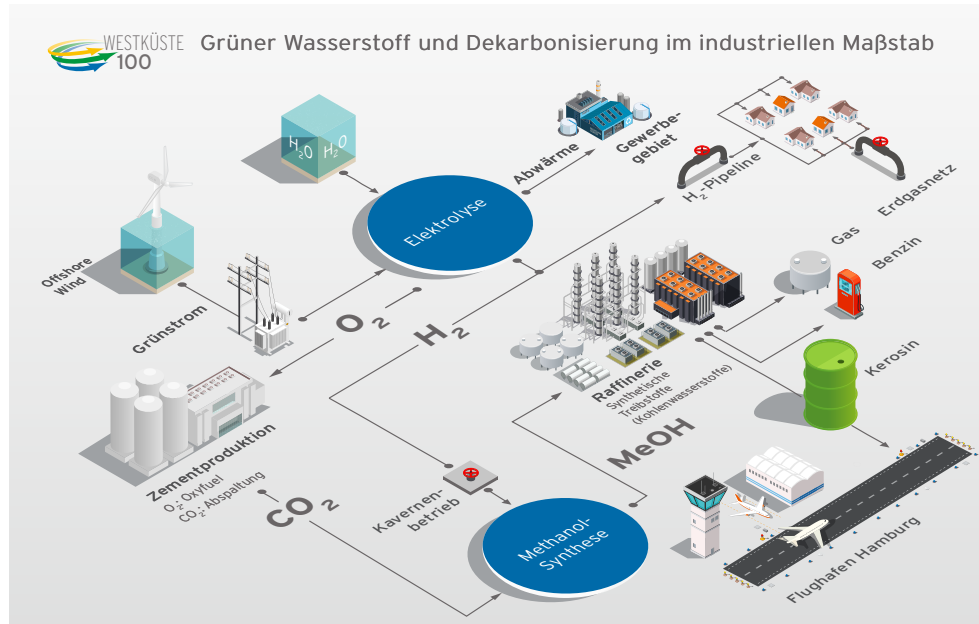 WESTKÜSTE
100
Grüner Wasserstoff und Dekarbonisierung im industriellen Maßstab
H₂O
H₂O
Elektrolyse
Abwärme
Gewerbe-
gebiet
H₂-Pipeline
Erdgasnetz
Offshore
Wind
Grünstrom
O₂
H₂
Gas
Benzin
Kerosin
Raffinerie
Synthetische
Treibstoffe
(Kohlenwasserstoffe)
MeOH
Zementproduktion
O₂: Oxyfuel
CO₂: Abspaltung
CO₂
Kavernen-
betrieb
Methanol-
Synthese
Flughafen Hamburg